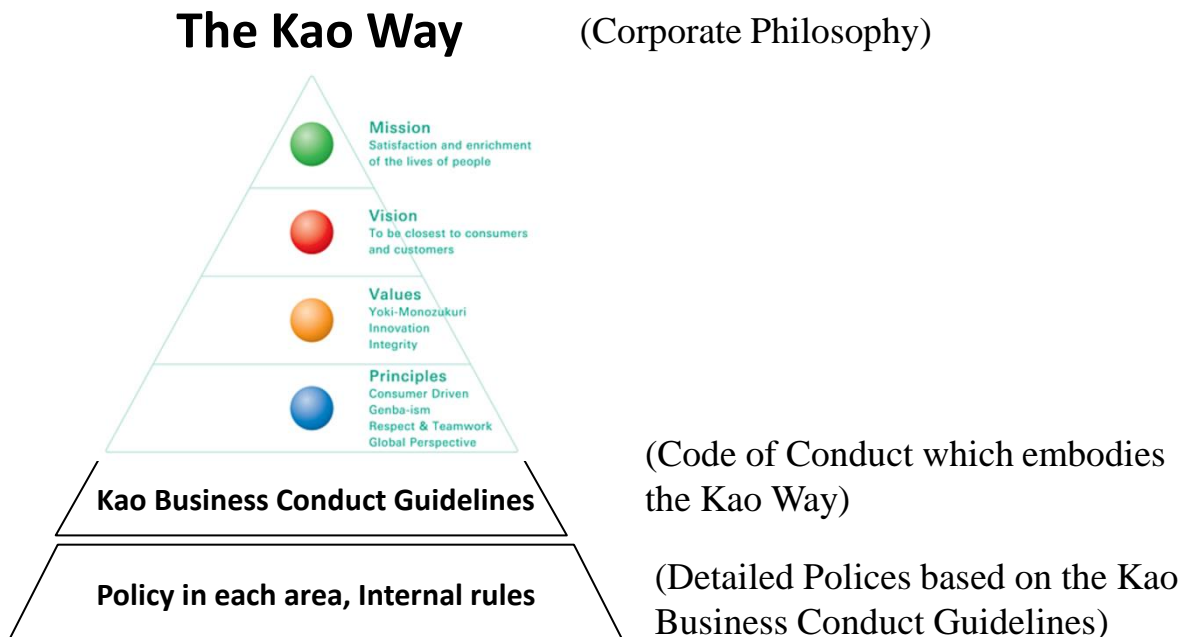 The Kao Way
(Corporate Philosophy)
Mission
Satisfaction and enrichment
of the lives of people
Vision
To be closest to consumers
and customers
Values
Yoki-Monozukuri
Innovation
Integrity
Principles
Consumer Driven
Genba-ism
Respect & Teamwork
Global Perspective
Kao Business Conduct Guidelines
(Code of Conduct which embodies
the Kao Way)
Policy in each area, Internal rules
(Detailed Polices based on the Kao
Business Conduct Guidelines)